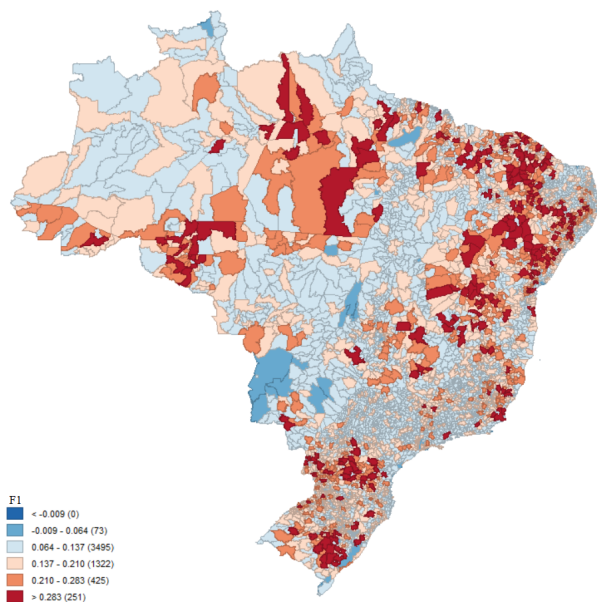 F1
< -0.009 (0)
-0.009 - 0.064 (73)
0.064 - 0.137 (3495)
0.137 - 0.210 (1322)
0.210 - 0.283 (425)
> 0.283 (251)